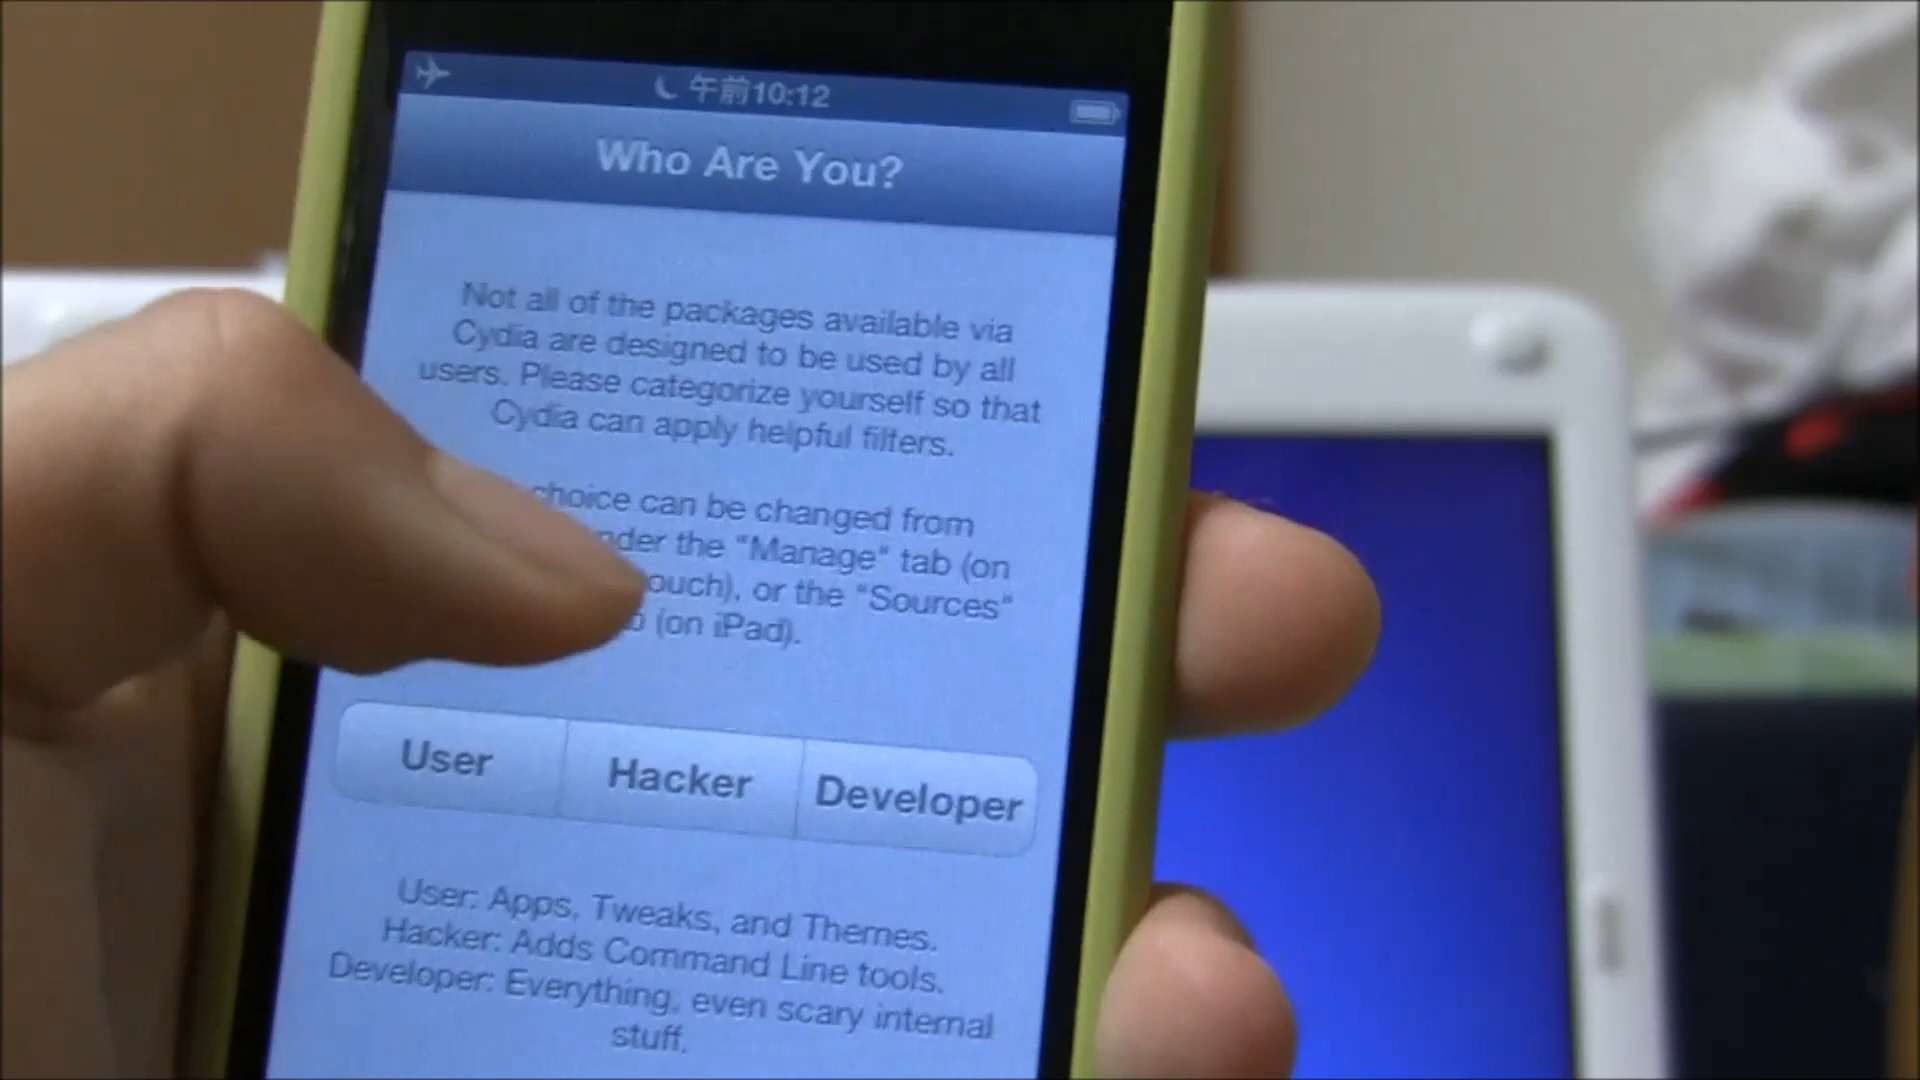 午前10:12
Who Are You?
Not all of the packages available via
Cydia are designed to be used by all
users. Please categorize yourself so that
Cydia can apply helpful filters.
choice can be changed from
the "Manage" tab (on
or the "Sources"
(on iPad).
User
Hacker
Developer
User: Apps, Tweaks, and Themes.
Hacker: Adds Command Line tools.
Developer: Everything, even scary internal
stuff.